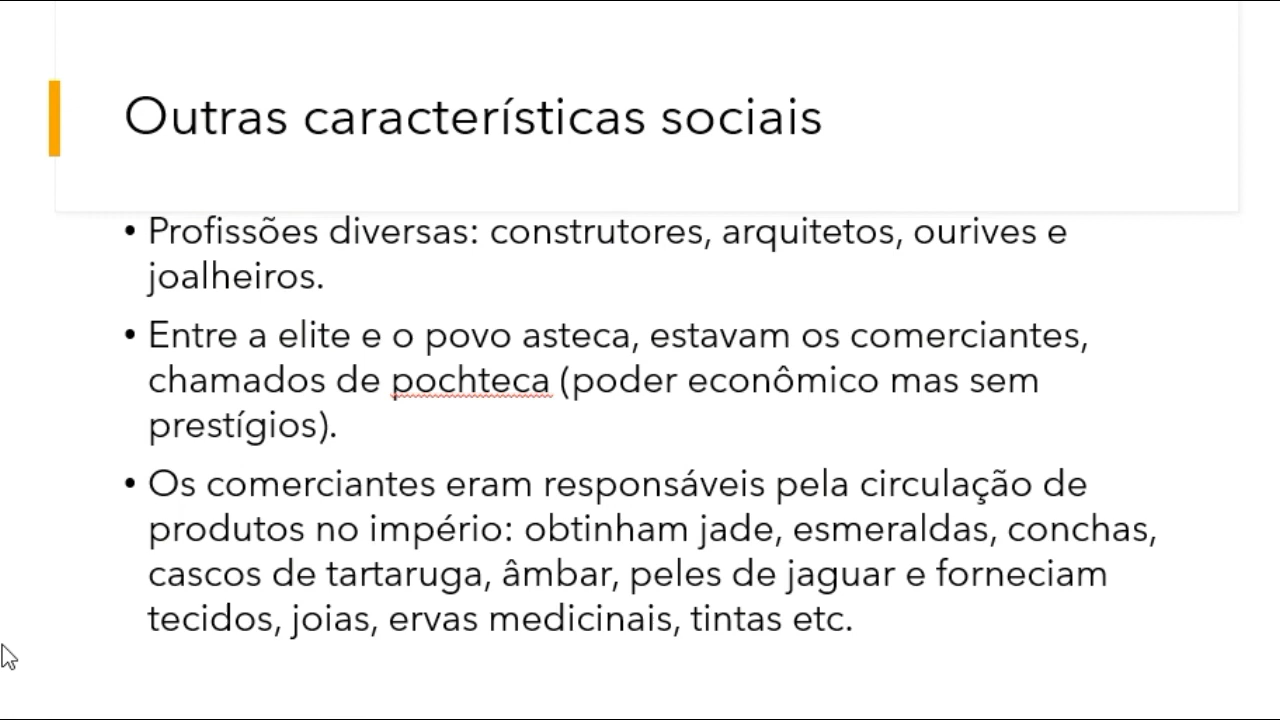 Outras características sociais
• Profissões diversas: construtores, arquitetos, ourives e
joalheiros.
• Entre a elite e o povo asteca, estavam os comerciantes,
chamados de pochteca (poder econômico mas sem
prestígios).
• Os comerciantes eram responsáveis pela circulação de
produtos no império: obtinham jade, esmeraldas, conchas,
cascos de tartaruga, âmbar, peles de jaguar e forneciam
tecidos, joias, ervas medicinais, tintas etc.